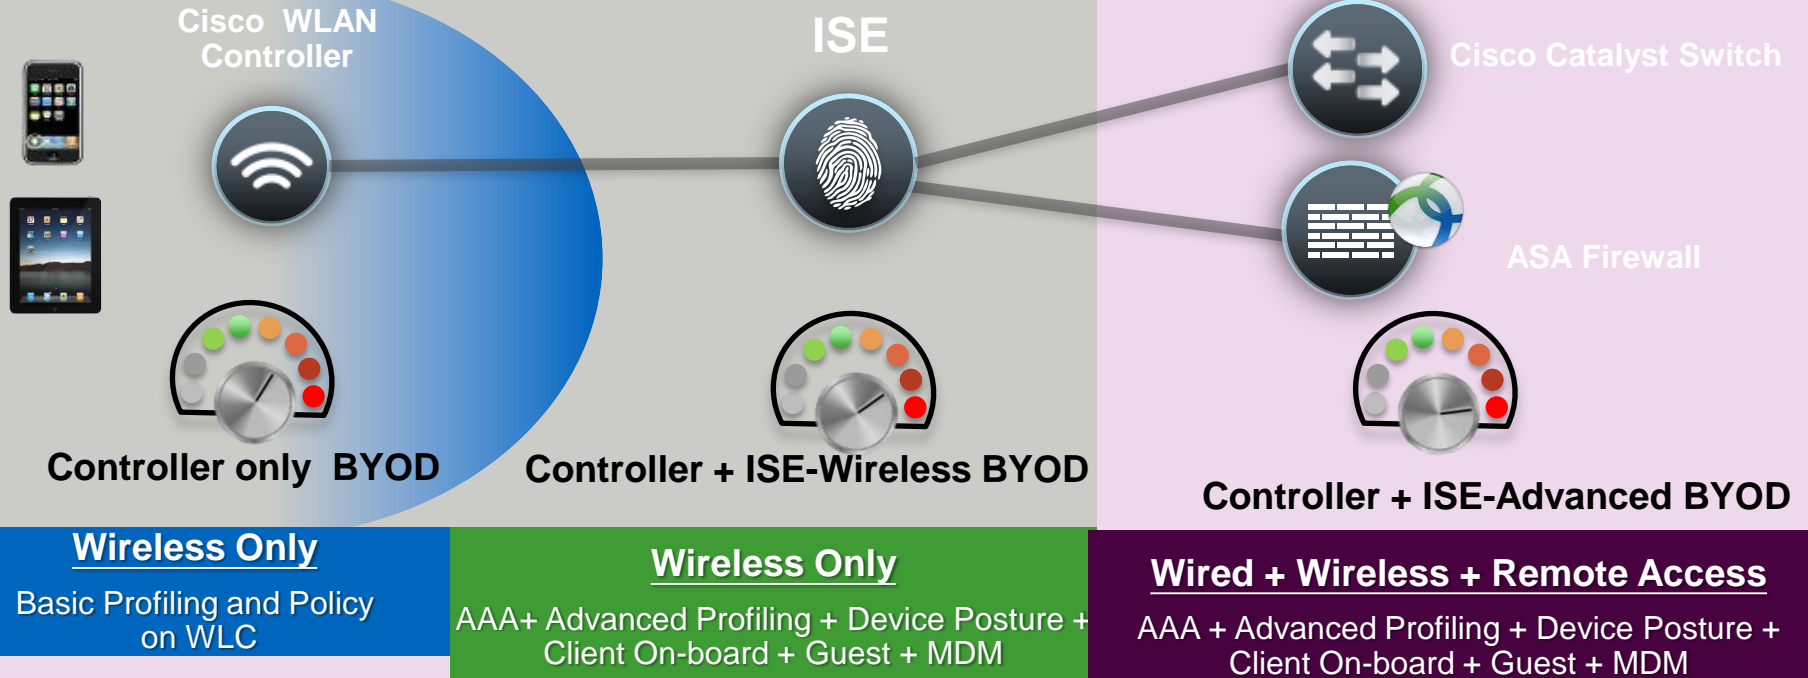 Cisco WLAN
Controller
ISE
Cisco Catalyst Switch
ASA Firewall
Controller only BYOD
Controller + ISE-Wireless BYOD
Controller + ISE-Advanced BYOD
Wireless Only
Basic Profiling and Policy
on WLC
Wireless Only
AAA+ Advanced Profiling + Device Posture +
Client On-board + Guest + MDM
Wired + Wireless + Remote Access
AAA + Advanced Profiling + Device Posture +
Client On-board + Guest + MDM